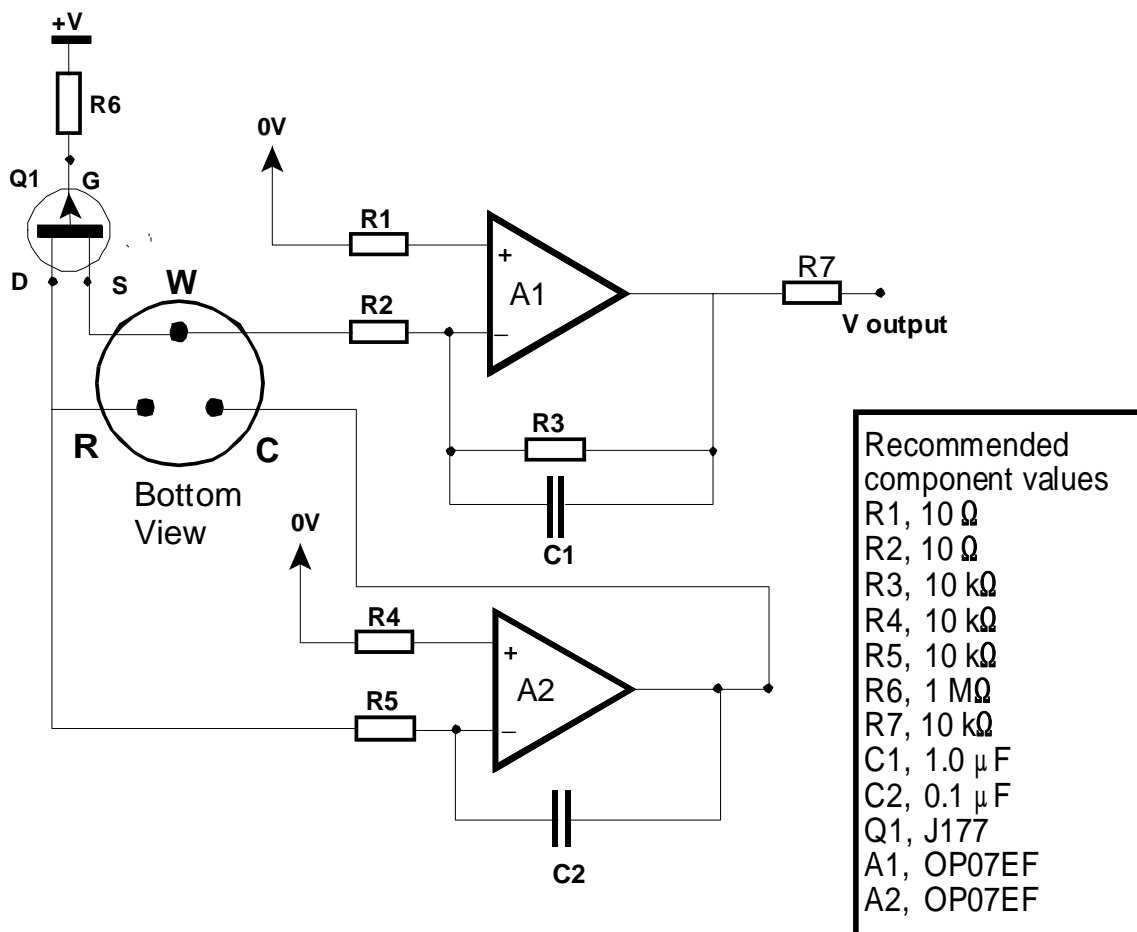 +V
R6
0V
Q1
G
R1
+
D
S
W
A1
R7
R2
–
V output
R
C
R3
Bottom
View
C1
0V
R4
+
A2
R5
–
C2
Recommended
component values
R1, 10 Ω
R2, 10 Ω
R3, 10 kΩ
R4, 10 kΩ
R5, 10 kΩ
R6, 1 MΩ
R7, 10 kΩ
C1, 1.0 μF
C2, 0.1 μF
Q1, J177
A1, OP07EF
A2, OP07EF